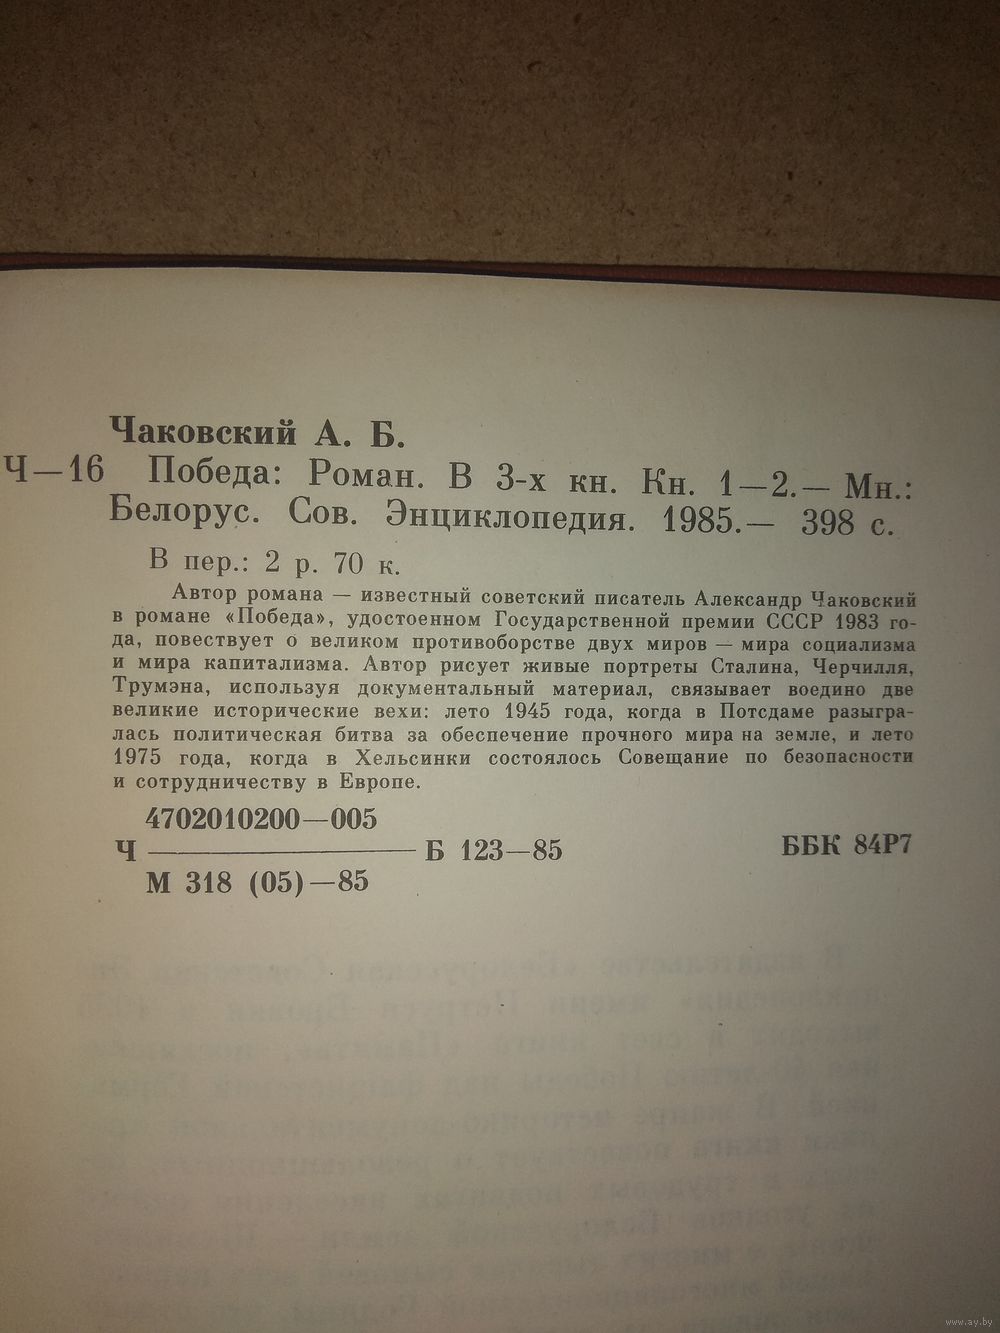 Чаковский А. Б.
Ч—16 Победа: Роман. В 3-х кн. Кн. 1—2.— Мн.:
Белорус. Сов. Энциклопедия. 1985.— 398 с.
В пер.: 2 р. 70 к.
Автор романа — известный советский писатель Александр Чаковский
в романе «Победа», удостоенном Государственной премии СССР 1983 го-
да, повествует о великом противоборстве двух миров — мира социализма
и мира капитализма. Автор рисует живые портреты Сталина, Черчилля,
Трумэна, используя документальный материал, связывает воедино две
великие исторические вехи: лето 1945 года, когда в Потсдаме разыгра-
лась политическая битва за обеспечение прочного мира на земле, и лето
1975 года, когда в Хельсинки состоялось Совещание по безопасности
и сотрудничеству в Европе.
4702010200—005
Ч ———— Б 123—85 ББК 84Р7
М 318 (05)—85
www.ay.by